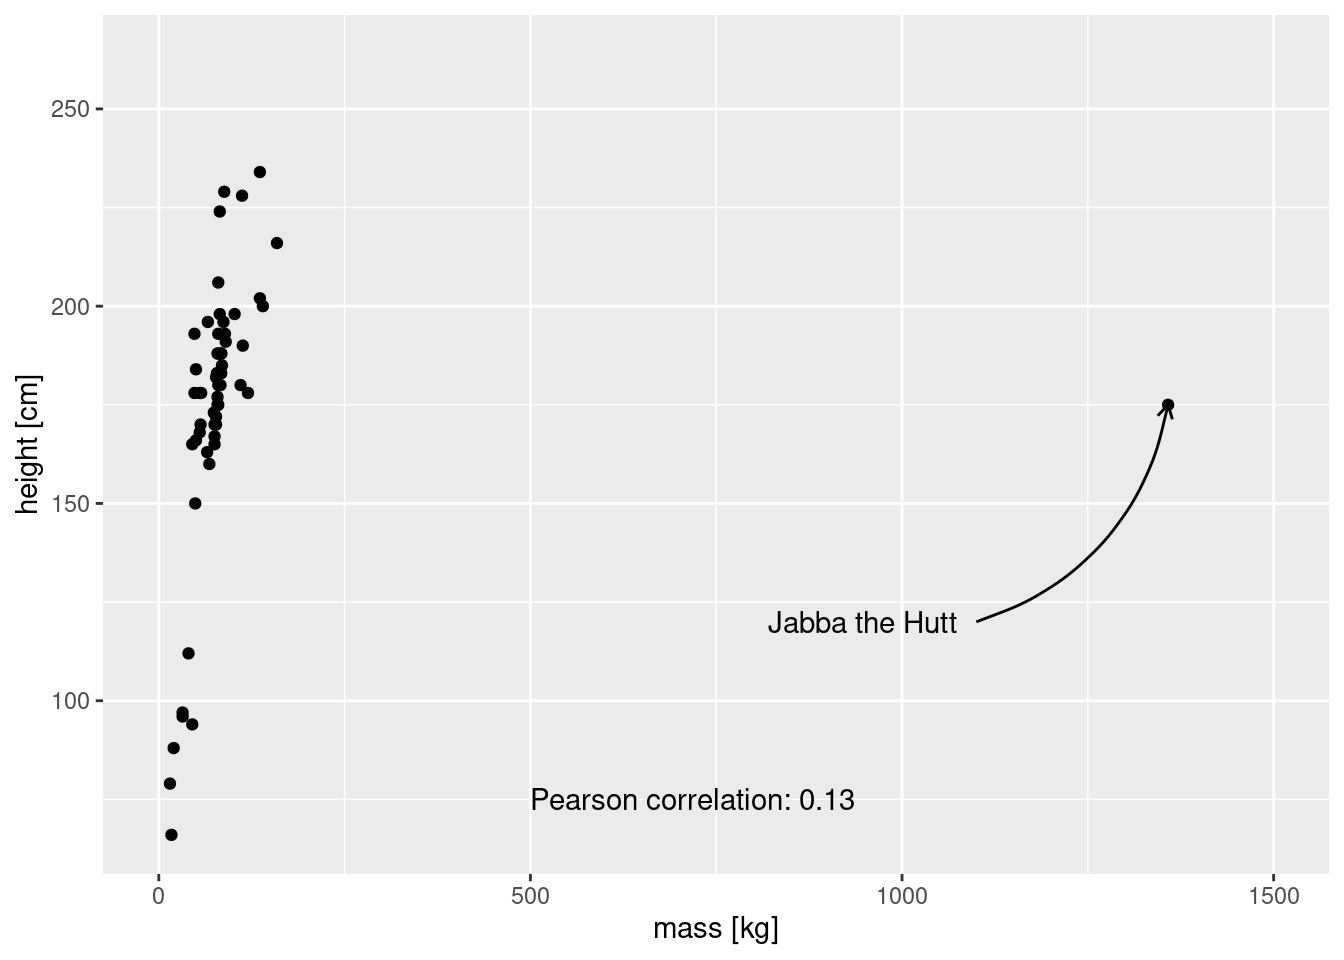 250
200
150
100
height [cm]
Jabba the Hutt
Pearson correlation: 0.13
0 500 1000 1500
mass [kg]